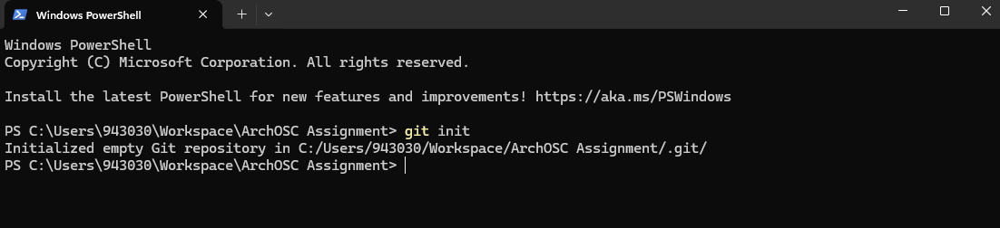 Windows PowerShell
Windows PowerShell
Copyright (C) Microsoft Corporation. All rights reserved.
Install the latest PowerShell for new features and improvements! https://aka.ms/PSWindows
PS C:\Users\943030\Workspace\ArchOSC Assignment> git init
Initialized empty Git repository in C:/Users/943030/Workspace/ArchOSC Assignment/.git/
PS C:\Users\943030\Workspace\ArchOSC Assignment>